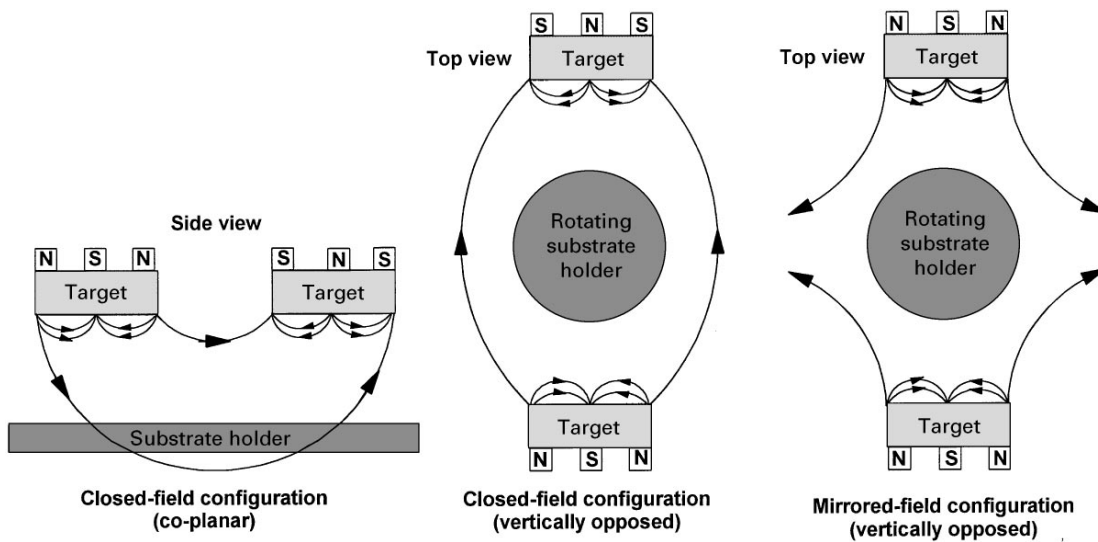 Side view
N S N
S N S
Target
Target
Substrate holder
Closed-field configuration
(co-planar)
S N S
Top view
Target
Rotating
substrate
holder
Target
N S N
Closed-field configuration
(vertically opposed)
N S N
Top view
Target
Rotating
substrate
holder
Target
N S N
Mirrored-field configuration
(vertically opposed)